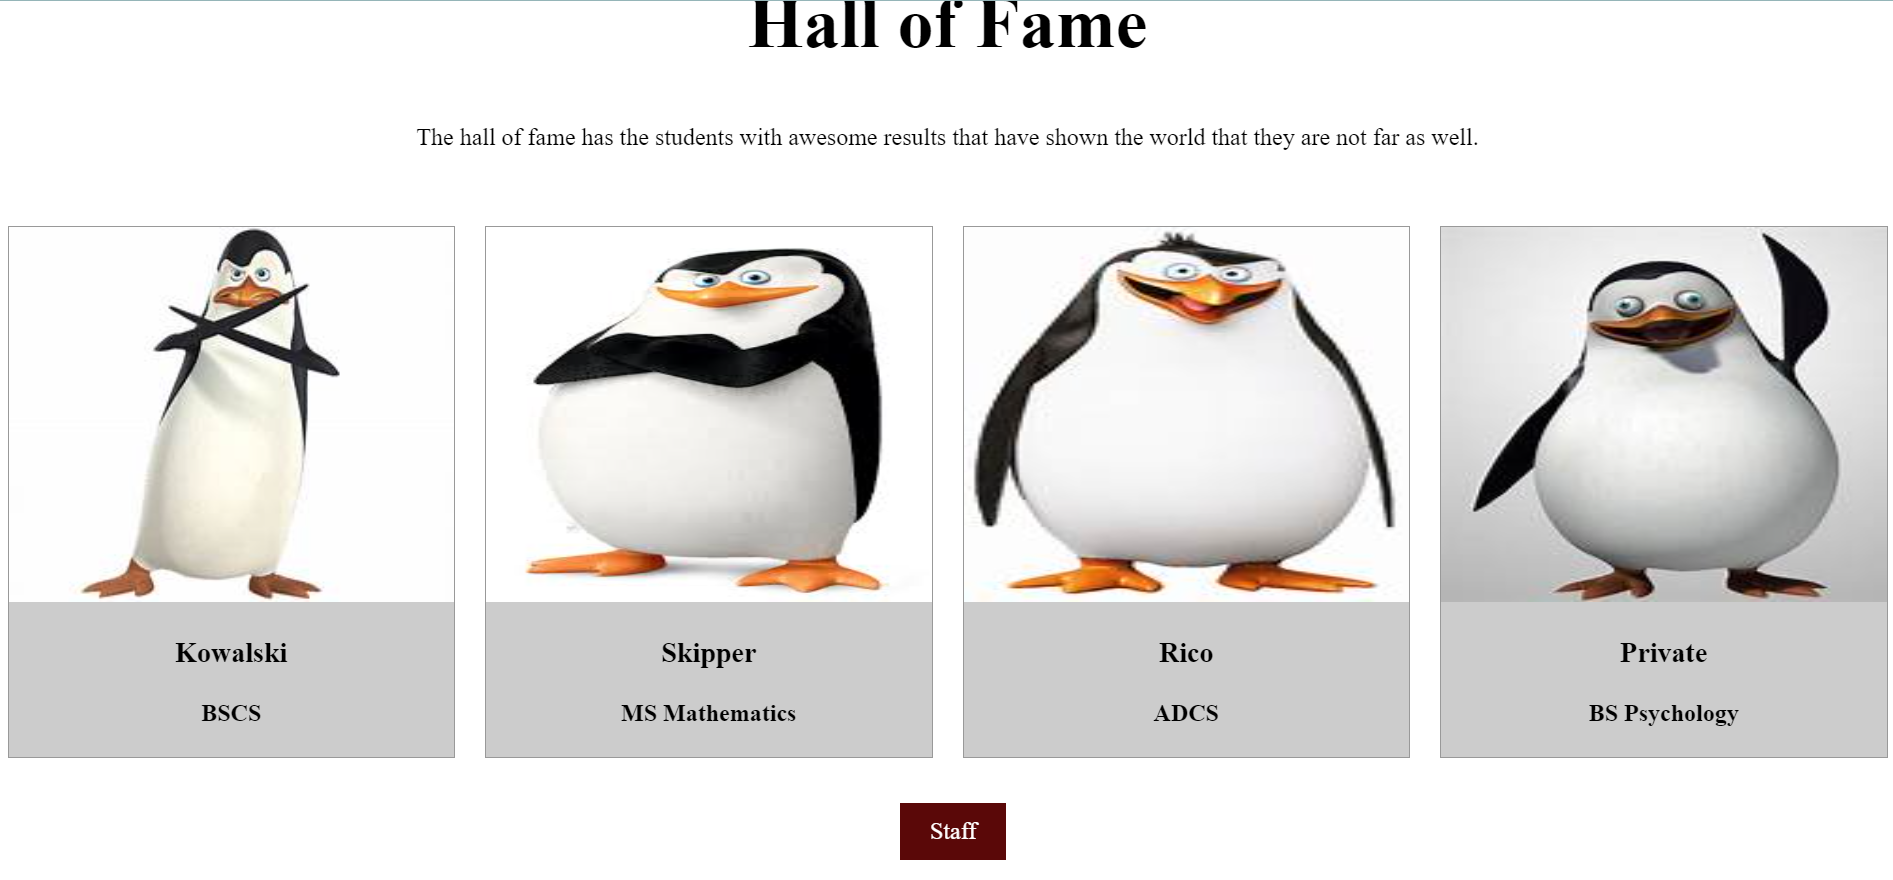 Hall of Fame
The hall of fame has the students with awesome results that have shown the world that they are not far as well.
Kowalski
BSCS
Skipper
MS Mathematics
Rico
ADCS
Private
BS Psychology
Staff